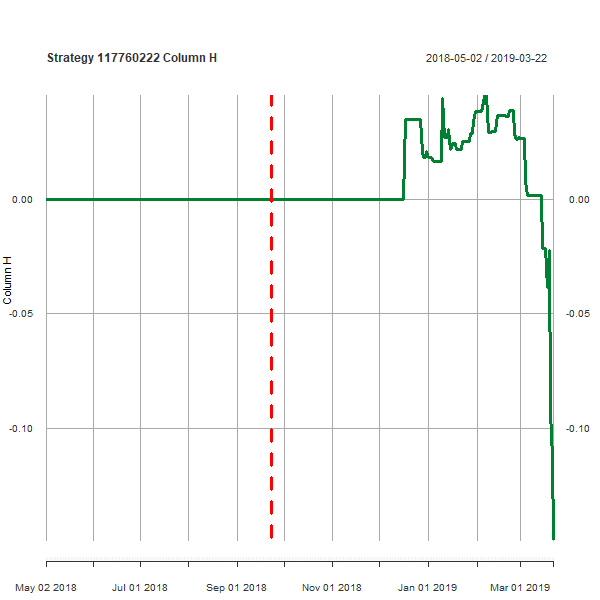 Strategy 117760222 Column H
2018-05-02 / 2019-03-22
0.00
0.00
Column H
-0.05
-0.05
-0.10
-0.10
May 02 2018
Jul 01 2018
Sep 01 2018
Nov 01 2018
Jan 01 2019
Mar 01 2019